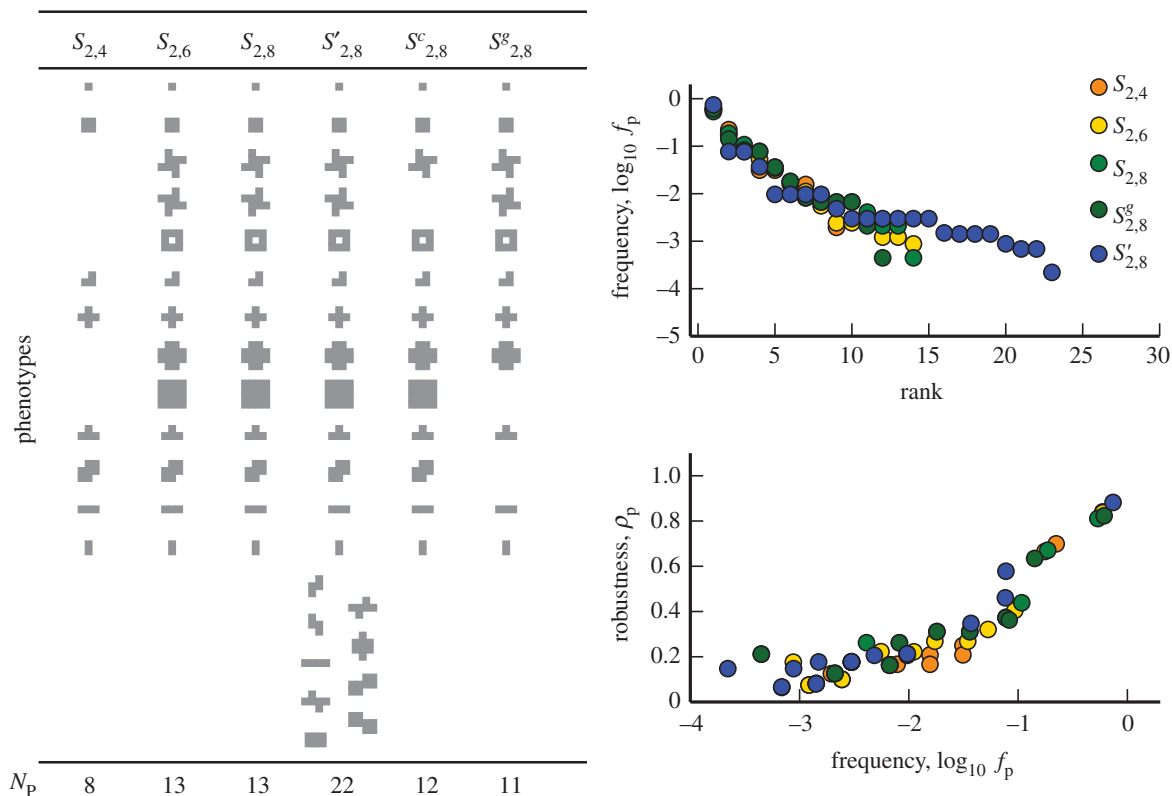 S2,4 S2,6 S2,8 S′2,8 Sc2,8 Sg2,8
phenotypes
NP 8 13 13 22 12 11
frequency, log10 fp
0
−1
−2
−3
−4
−5
0 5 10 15 20 25 30
rank
S2,4
S2,6
S2,8
Sg2,8
S′2,8
robustness, ρp
1.0
0.8
0.6
0.4
0.2
0
−4 −3 −2 −1 0
frequency, log10 fp